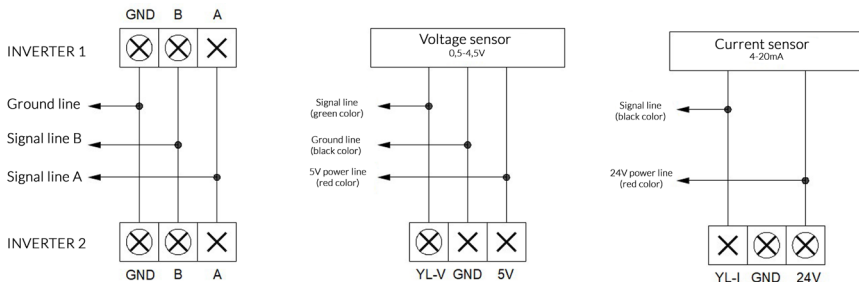 GND B A
INVERTER 1
Ground line
Signal line B
Signal line A
INVERTER 2
GND B A
Voltage sensor
0,5-4,5V
Signal line
(green color)
Ground line
(black color)
5V power line
(red color)
YL-V GND 5V
Current sensor
4-20mA
Signal line
(black color)
24V power line
(red color)
YL-I GND 24V